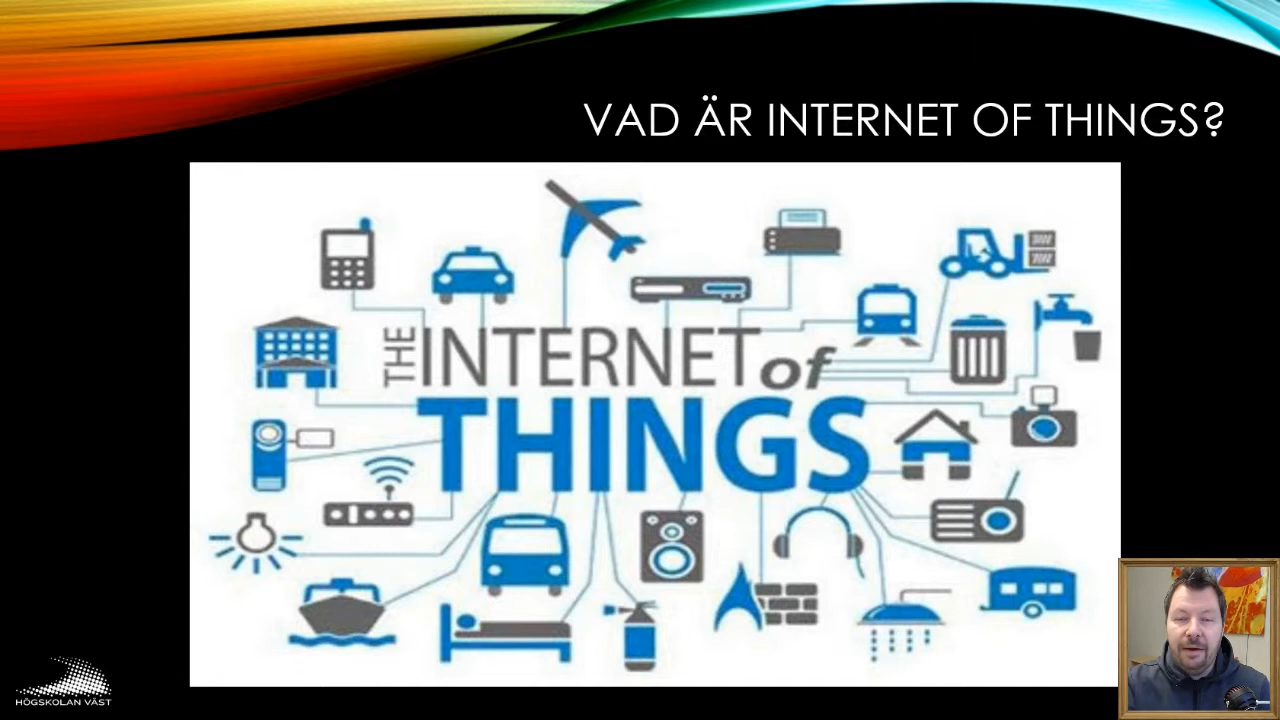 VAD ÄR INTERNET OF THINGS?
THE INTERNET of
THINGS
HÖGSKOLAN VÄST